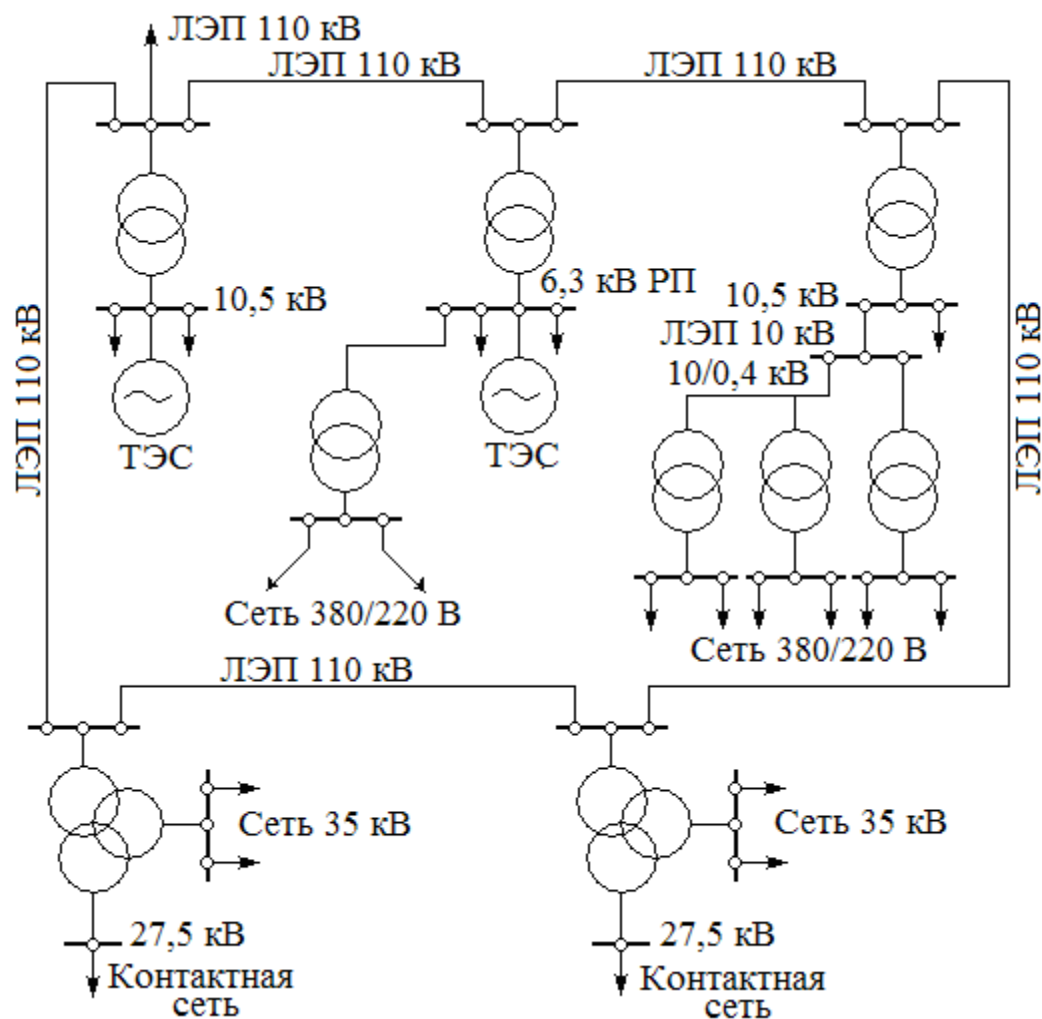 ЛЭП 110 кВ
ЛЭП 110 кВ
ЛЭП 110 кВ
10,5 кВ
6,3 кВ РП
10,5 кВ
ЛЭП 10 кВ
10/0,4 кВ
ЛЭП 110 кВ
ЛЭП 110 кВ
ТЭС
ТЭС
Сеть 380/220 В
Сеть 380/220 В
ЛЭП 110 кВ
Сеть 35 кВ
Сеть 35 кВ
27,5 кВ
27,5 кВ
Контактная
сеть
Контактная
сеть